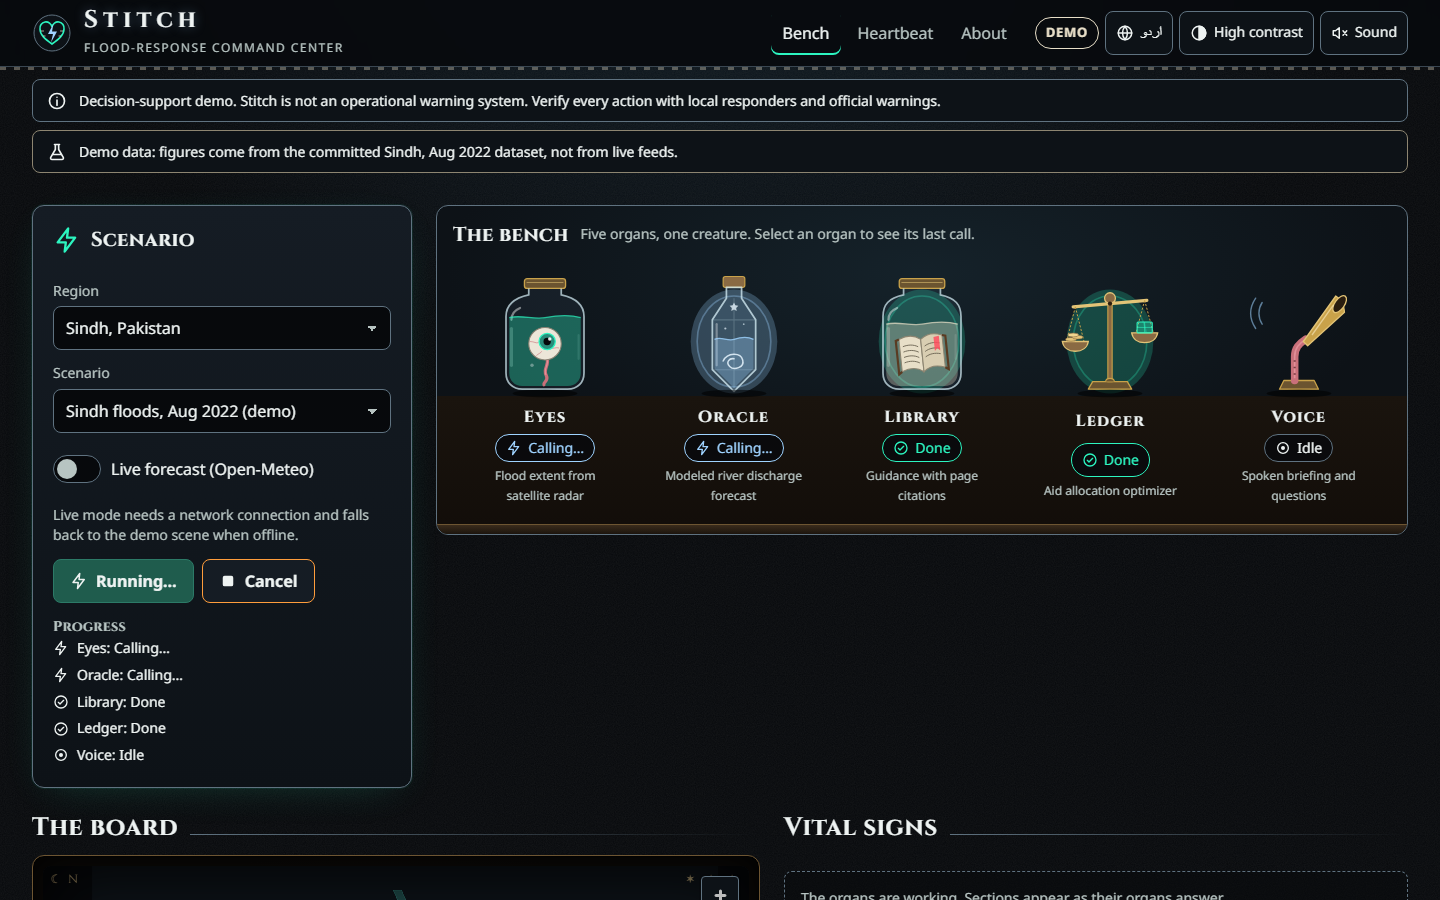 STITCH
FLOOD-RESPONSE COMMAND CENTER
Bench
Heartbeat
About
DEMO
اردو
High contrast
Sound
Decision-support demo. Stitch is not an operational warning system. Verify every action with local responders and official warnings.
Demo data: figures come from the committed Sindh, Aug 2022 dataset, not from live feeds.
SCENARIO
Region
Sindh, Pakistan
Scenario
Sindh floods, Aug 2022 (demo)
Live forecast (Open-Meteo)
Live mode needs a network connection and falls
back to the demo scene when offline.
Running...
Cancel
PROGRESS
Eyes: Calling...
Oracle: Calling...
Library: Done
Ledger: Done
Voice: Idle
THE BENCH
Five organs, one creature. Select an organ to see its last call.
EYES
Calling...
Flood extent from
satellite radar
ORACLE
Calling...
Modeled river discharge
forecast
LIBRARY
Done
Guidance with page
citations
LEDGER
Done
Aid allocation optimizer
VOICE
Idle
Spoken briefing and
questions
THE BOARD
N
+
VITAL SIGNS
The organs are working. Sections appear as their organs answer.